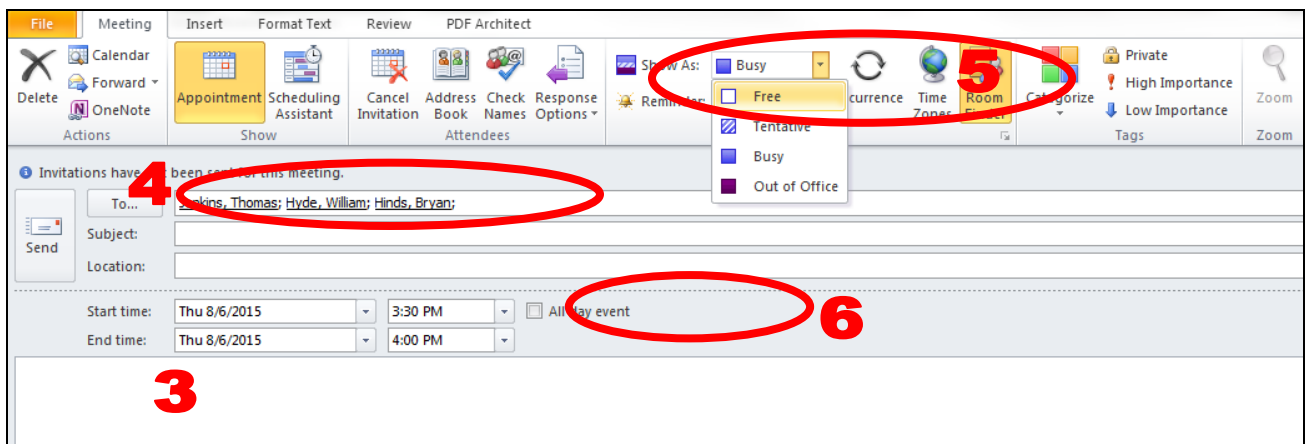 File Meeting Insert Format Text Review PDF Architect
Delete
Calendar
Forward
OneNote
Actions
Appointment
Scheduling
Assistant
Show
Cancel
Invitation
Address
Book
Check
Names
Response
Options
Attendees
Show As: Busy
Reminder:
Free
Tentative
Busy
Out of Office
Time
Zones
Room
Finder
5
Categorize
Private
High Importance
Low Importance
Tags
Zoom
Zoom
4
been sent for this meeting.
To... Jenkins, Thomas; Hyde, William; Hinds, Bryan;
Send
Subject:
Location:
Start time: Thu 8/6/2015 3:30 PM All day event
6
End time: Thu 8/6/2015 4:00 PM
3